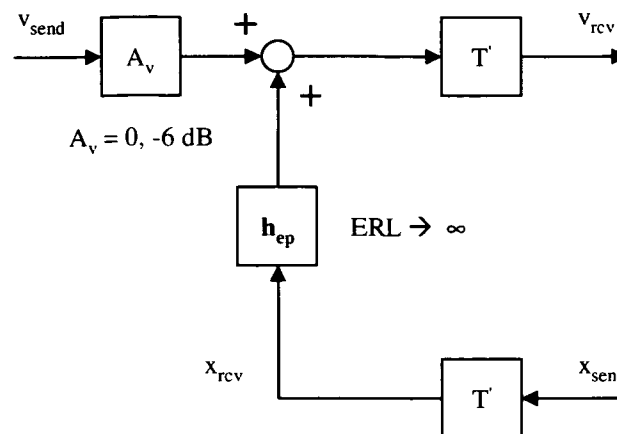 v_send
+
v_rcv
A_v
T'
+
A_v = 0, -6 dB
h_ep
ERL → ∞
x_rcv
x_sen
T'